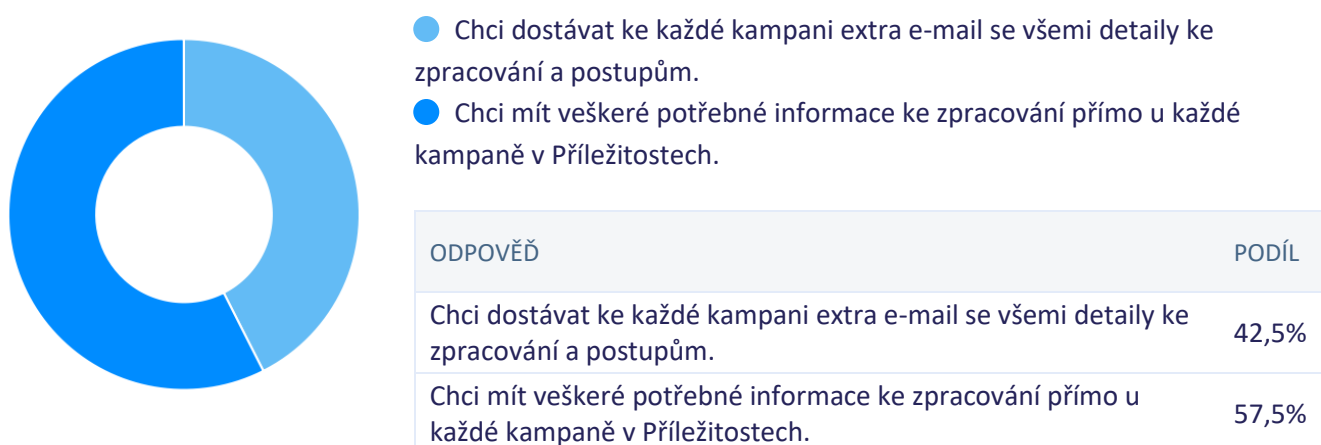 Chci dostávat ke každé kampani extra e-mail se všemi detaily ke
zpracování a postupům.
Chci mít veškeré potřebné informace ke zpracování přímo u každé
kampaně v Příležitostech.
ODPOVĚĎ PODÍL
Chci dostávat ke každé kampani extra e-mail se všemi detaily ke
zpracování a postupům.
42,5%
Chci mít veškeré potřebné informace ke zpracování přímo u
každé kampaně v Příležitostech.
57,5%